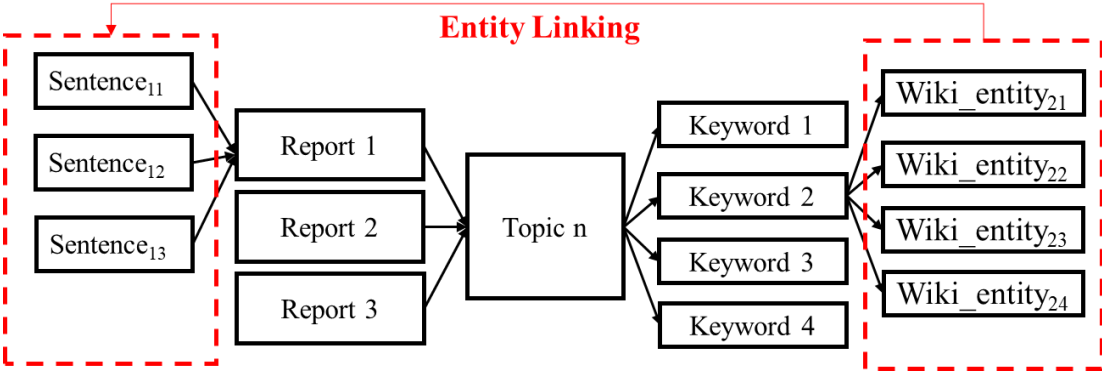 Entity Linking
Sentence₁₁
Sentence₁₂
Sentence₁₃
Report 1
Report 2
Report 3
Topic n
Keyword 1
Keyword 2
Keyword 3
Keyword 4
Wiki_entity₂₁
Wiki_entity₂₂
Wiki_entity₂₃
Wiki_entity₂₄